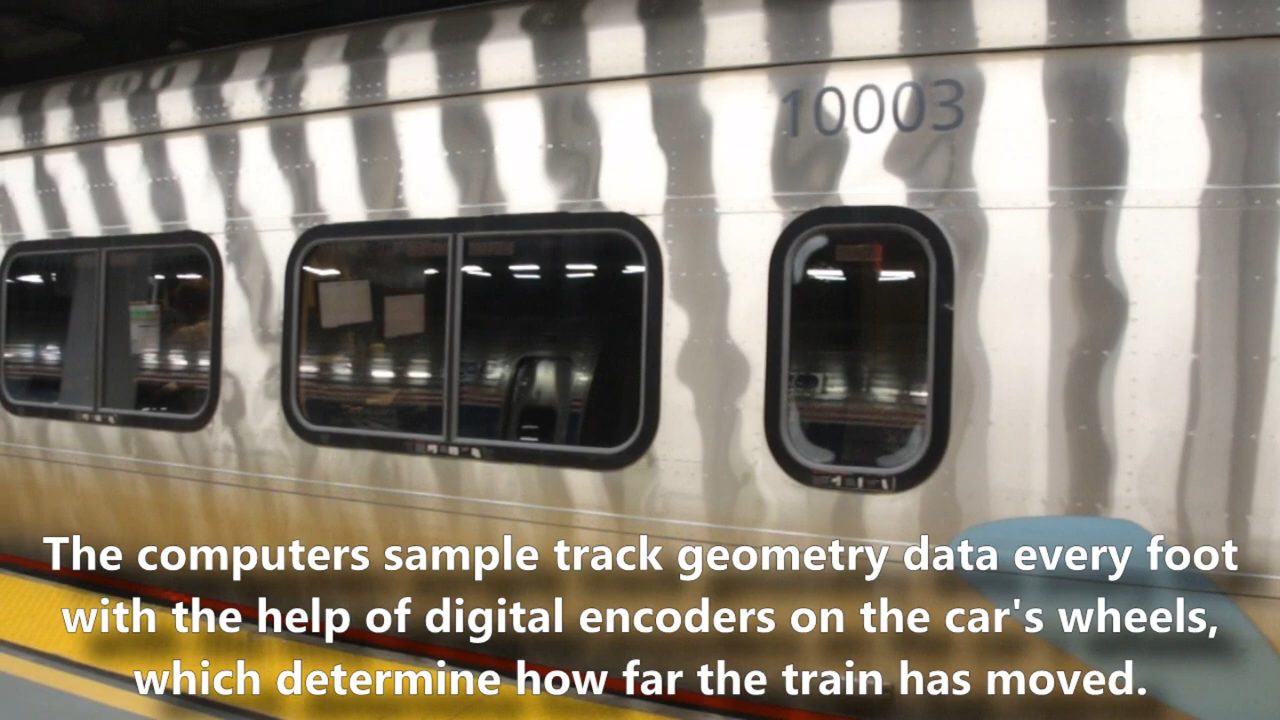 10003
The computers sample track geometry data every foot
with the help of digital encoders on the car's wheels,
which determine how far the train has moved.